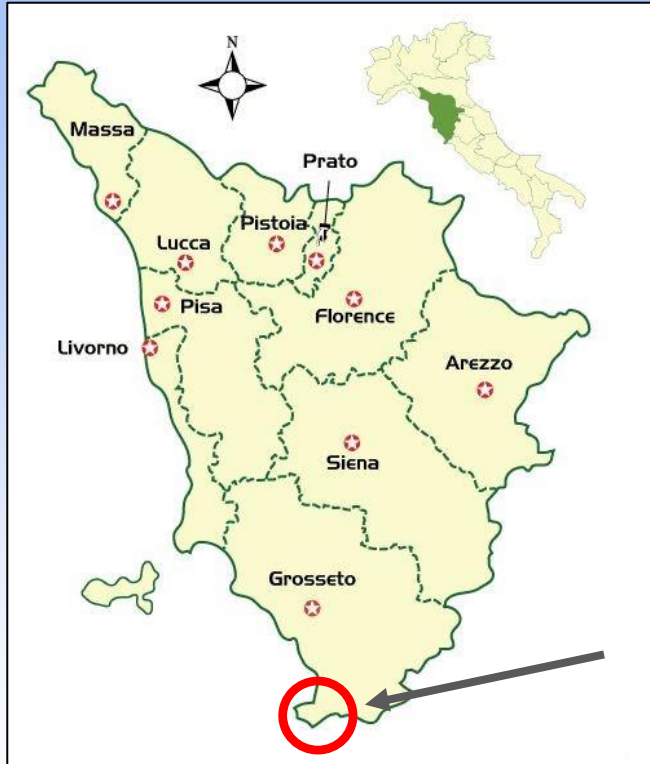 N
Massa
Prato
Pistoia
Lucca
Pisa
Florence
Livorno
Arezzo
Siena
Grosseto